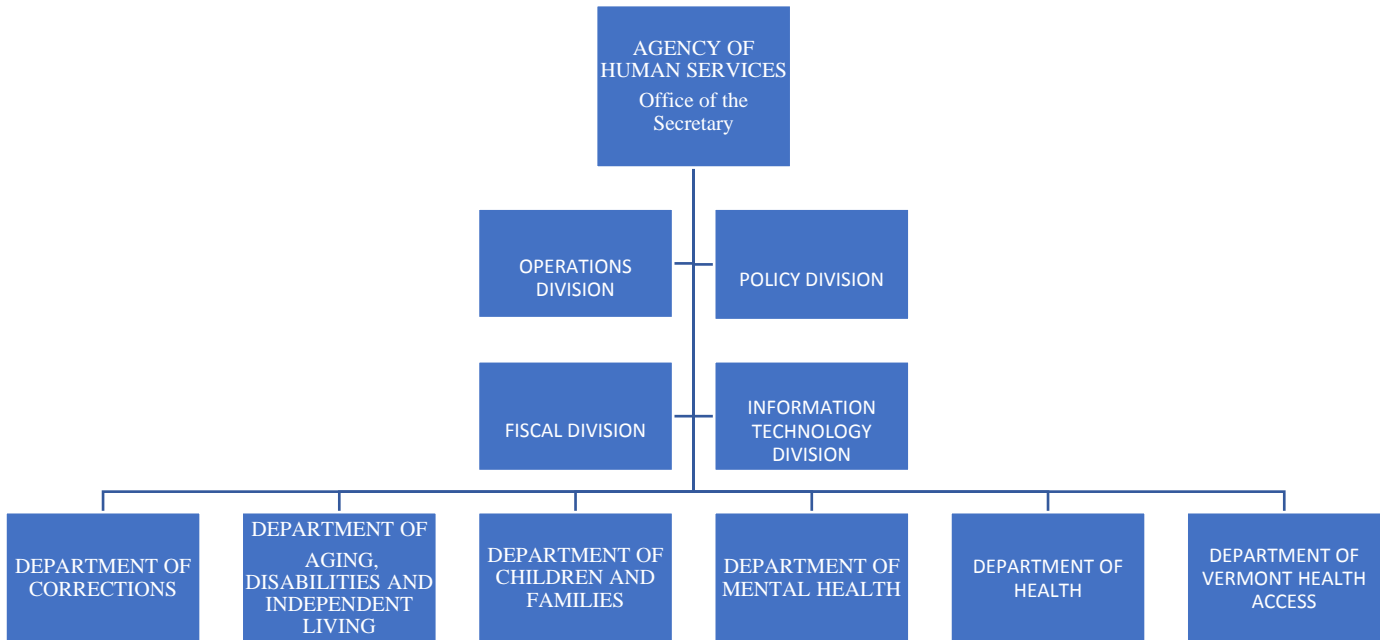 AGENCY OF
HUMAN SERVICES
Office of the
Secretary
OPERATIONS
DIVISION
POLICY DIVISION
FISCAL DIVISION
INFORMATION
TECHNOLOGY
DIVISION
DEPARTMENT OF
CORRECTIONS
DEPARTMENT OF
AGING,
DISABILITIES AND
INDEPENDENT
LIVING
DEPARTMENT OF
CHILDREN AND
FAMILIES
DEPARTMENT OF
MENTAL HEALTH
DEPARTMENT OF
HEALTH
DEPARTMENT OF
VERMONT HEALTH
ACCESS